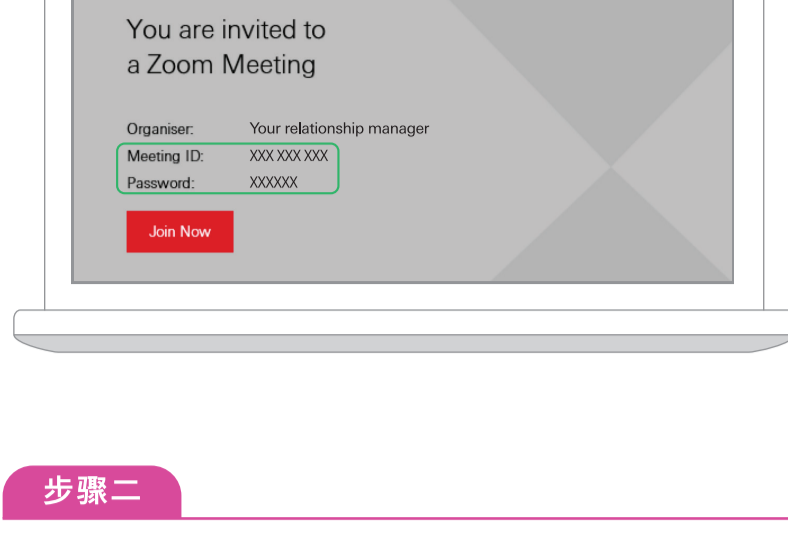 You are invited to
a Zoom Meeting
Organiser: Your relationship manager
Meeting ID: XXX XXX XXX
Password: XXXXXX
Join Now
步骤二